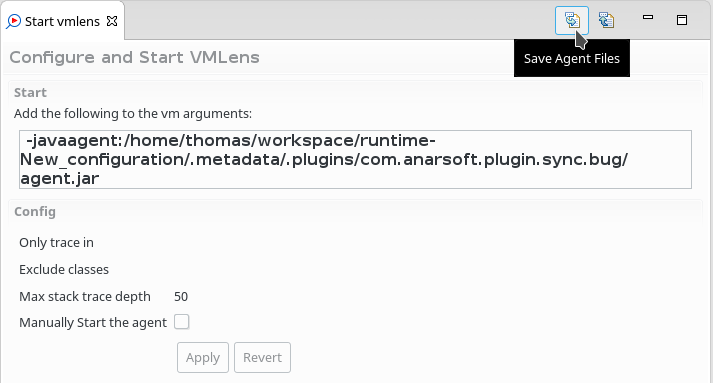 Start vmlens
Save Agent Files
Configure and Start VMLens
Start
Add the following to the vm arguments:
-javaagent:/home/thomas/workspace/runtime-
New_configuration/.metadata/.plugins/com.anarsoft.plugin.sync.bug/
agent.jar
Config
Only trace in
Exclude classes
Max stack trace depth 50
Manually Start the agent
Apply Revert